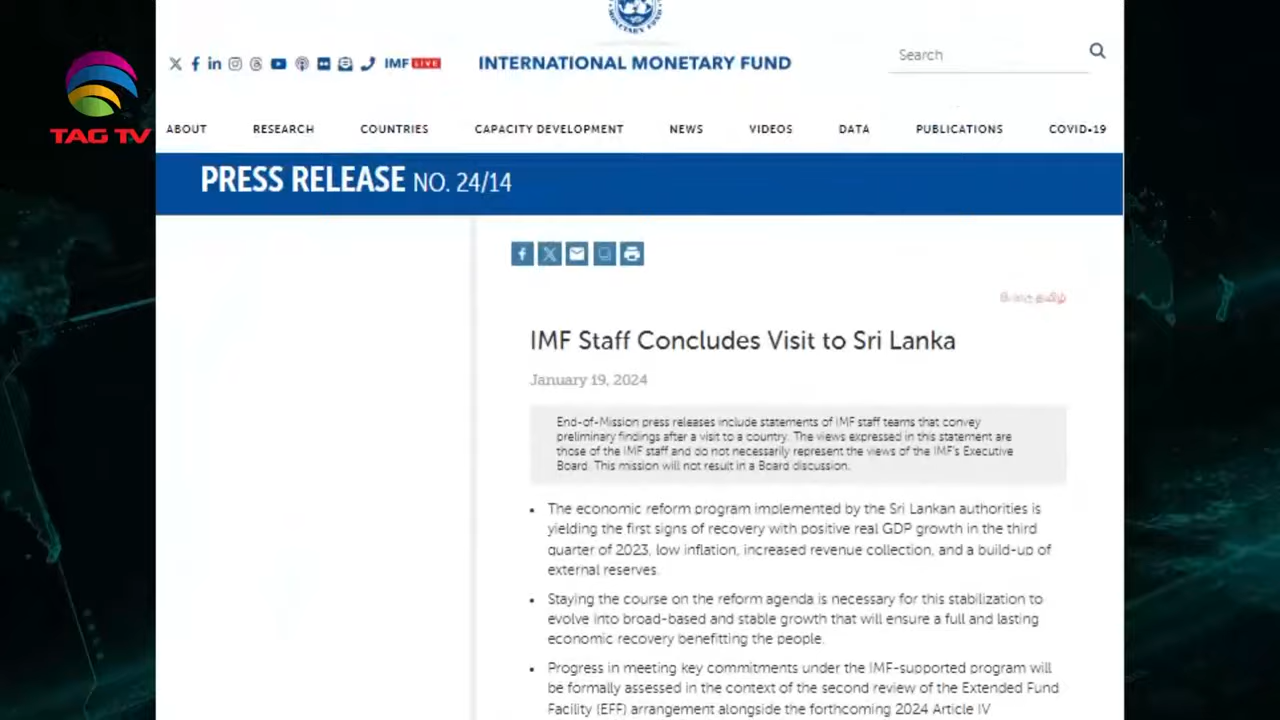 MONETARY FUND
IMF LIVE
INTERNATIONAL MONETARY FUND
Search
TAG TV
ABOUT RESEARCH COUNTRIES CAPACITY DEVELOPMENT NEWS VIDEOS DATA PUBLICATIONS COVID-19
PRESS RELEASE NO. 24/14
தமிழ்
IMF Staff Concludes Visit to Sri Lanka
January 19, 2024
End-of-Mission press releases include statements of IMF staff teams that convey
preliminary findings after a visit to a country. The views expressed in this statement are
those of the IMF staff and do not necessarily represent the views of the IMF's Executive
Board. This mission will not result in a Board discussion.
• The economic reform program implemented by the Sri Lankan authorities is
yielding the first signs of recovery with positive real GDP growth in the third
quarter of 2023, low inflation, increased revenue collection, and a build-up of
external reserves.
• Staying the course on the reform agenda is necessary for this stabilization to
evolve into broad-based and stable growth that will ensure a full and lasting
economic recovery benefitting the people.
• Progress in meeting key commitments under the IMF-supported program will
be formally assessed in the context of the second review of the Extended Fund
Facility (EFF) arrangement alongside the forthcoming 2024 Article IV